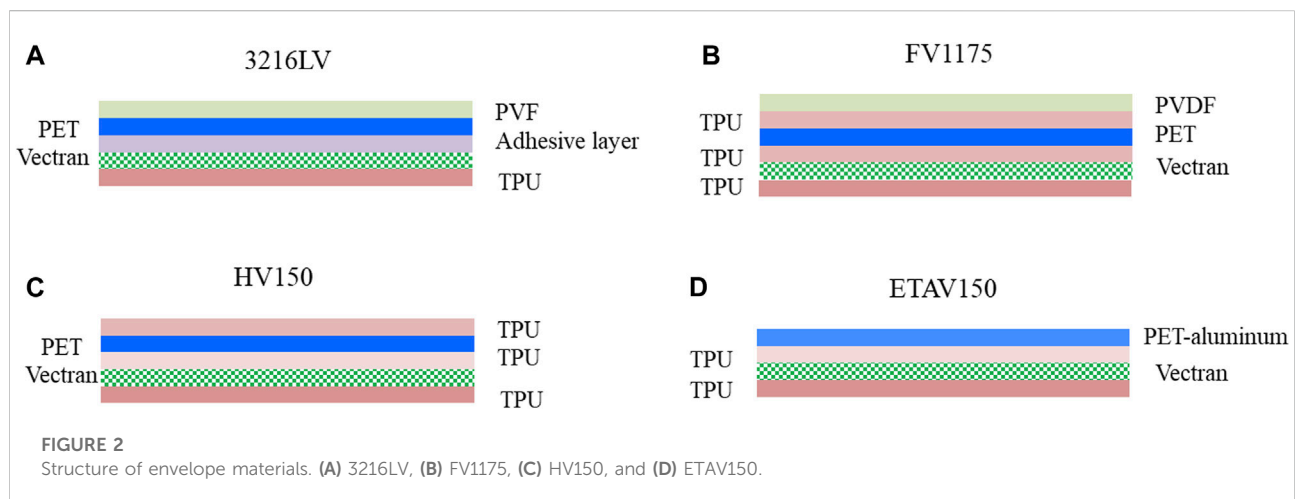 A
3216LV
PVF
PET
Adhesive layer
Vectran
TPU
B
FV1175
PVDF
TPU
PET
TPU
Vectran
TPU
C
HV150
TPU
PET
TPU
Vectran
TPU
D
ETAV150
PET-aluminum
TPU
Vectran
TPU
FIGURE 2
Structure of envelope materials. (A) 3216LV, (B) FV1175, (C) HV150, and (D) ETAV150.